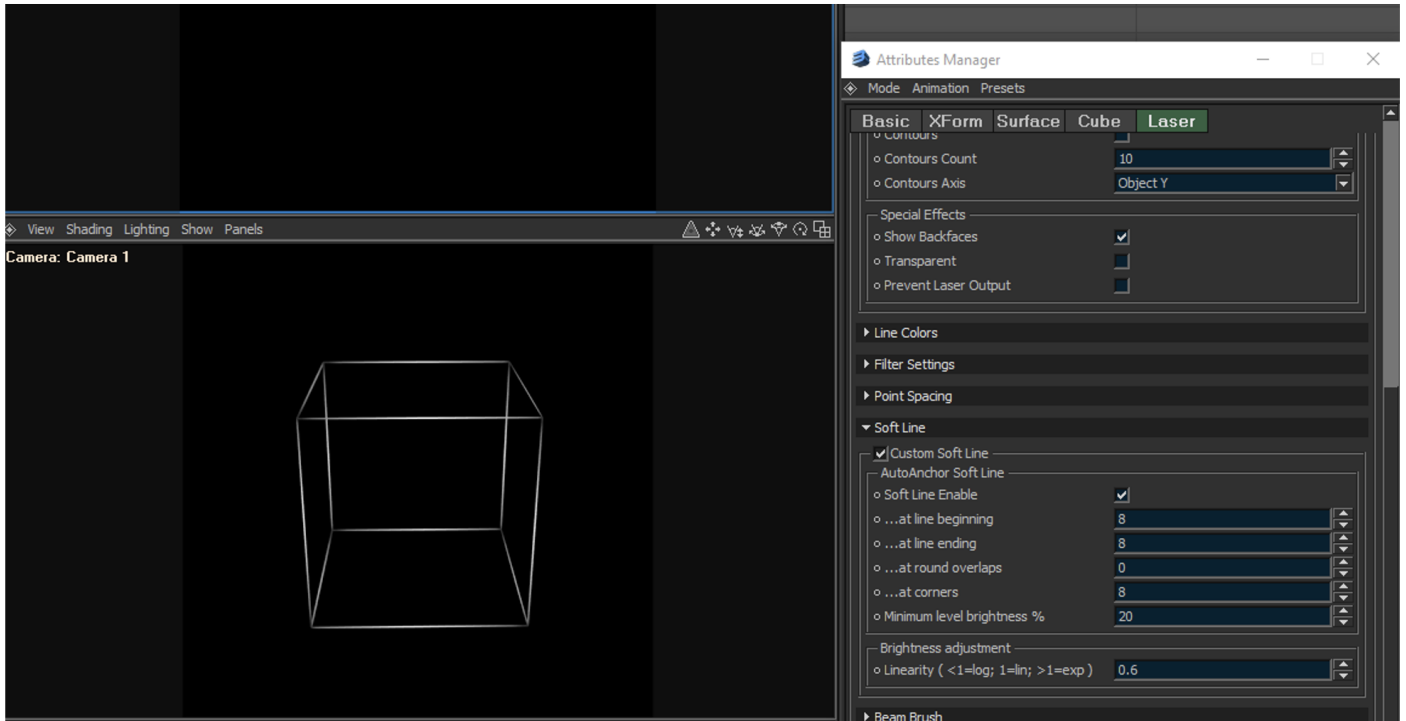 Attributes Manager
Mode Animation Presets
Basic XForm Surface Cube Laser
Contours
Contours Count 10
Contours Axis Object Y
Special Effects
Show Backfaces
Transparent
Prevent Laser Output
Line Colors
Filter Settings
Point Spacing
Soft Line
Custom Soft Line
AutoAnchor Soft Line
Soft Line Enable
...at line beginning 8
...at line ending 8
...at round overlaps 0
...at corners 8
Minimum level brightness % 20
Brightness adjustment
Linearity ( <1=log; 1=lin; >1=exp ) 0.6
Beam Brush
View Shading Lighting Show Panels
Camera: Camera 1